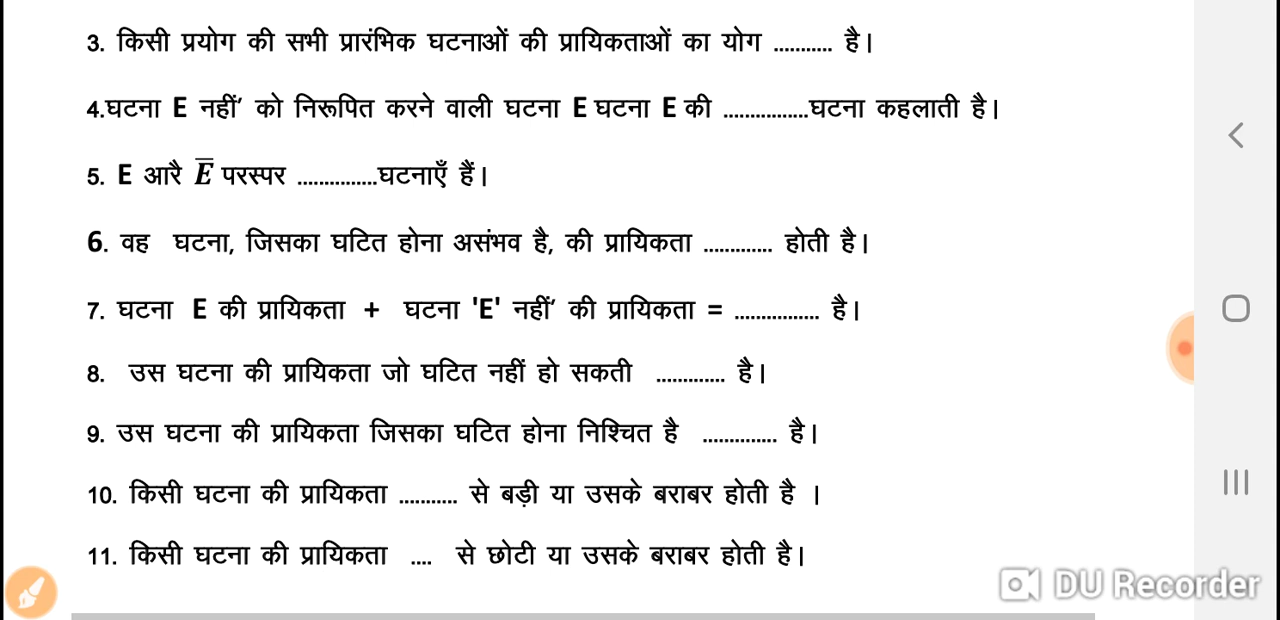 3. किसी प्रयोग की सभी प्रारंभिक घटनाओं की प्रायिकताओं का योग ........... है।
4.घटना E नहीं’ को निरूपित करने वाली घटना E घटना E की ................घटना कहलाती है।
5. E आरै E̅ परस्पर ...............घटनाएँ हैं।
6. वह घटना, जिसका घटित होना असंभव है, की प्रायिकता ............. होती है।
7. घटना E की प्रायिकता + घटना 'E' नहीं’ की प्रायिकता = ................ है।
8. उस घटना की प्रायिकता जो घटित नहीं हो सकती ............. है।
9. उस घटना की प्रायिकता जिसका घटित होना निश्चित है .............. है।
10. किसी घटना की प्रायिकता ........... से बड़ी या उसके बराबर होती है ।
11. किसी घटना की प्रायिकता .... से छोटी या उसके बराबर होती है।
DU Recorder